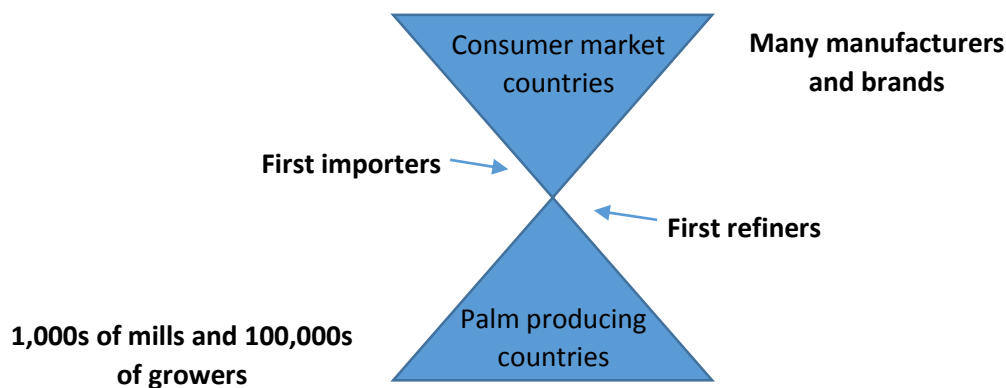 Consumer market
countries
Many manufacturers
and brands
First importers
First refiners
Palm producing
countries
1,000s of mills and 100,000s
of growers